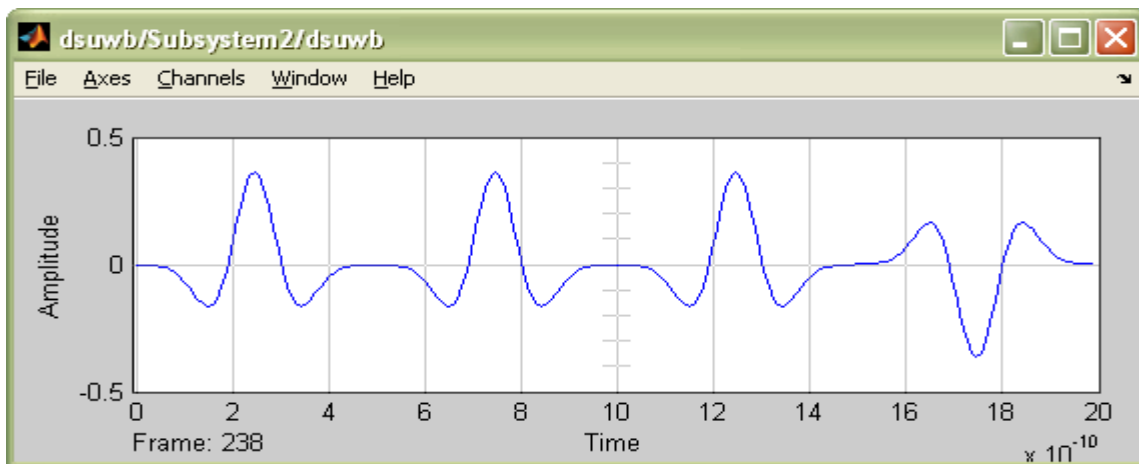 dsuwb/Subsystem2/dsuwb
File Axes Channels Window Help
0.5
Amplitude
0
-0.5
0 2 4 6 8 10 12 14 16 18 20
Frame: 238 Time x 10^-10